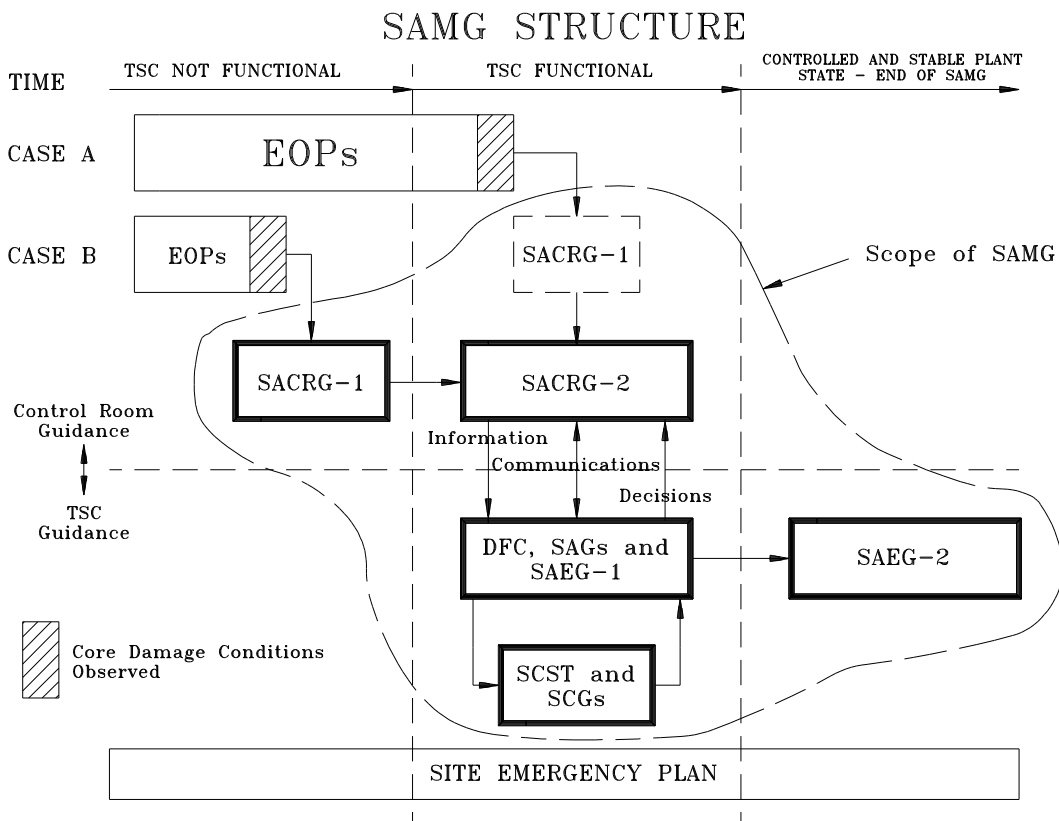 SAMG STRUCTURE
TIME
TSC NOT FUNCTIONAL
TSC FUNCTIONAL
CONTROLLED AND STABLE PLANT
STATE – END OF SAMG
CASE A
EOPs
CASE B
EOPs
SACRG-1
Scope of SAMG
SACRG-1
SACRG-2
Control Room
Guidance
Information
Communications
Decisions
TSC
Guidance
DFC, SAGs and
SAEG-1
SAEG-2
Core Damage Conditions
Observed
SCST and
SCGs
SITE EMERGENCY PLAN